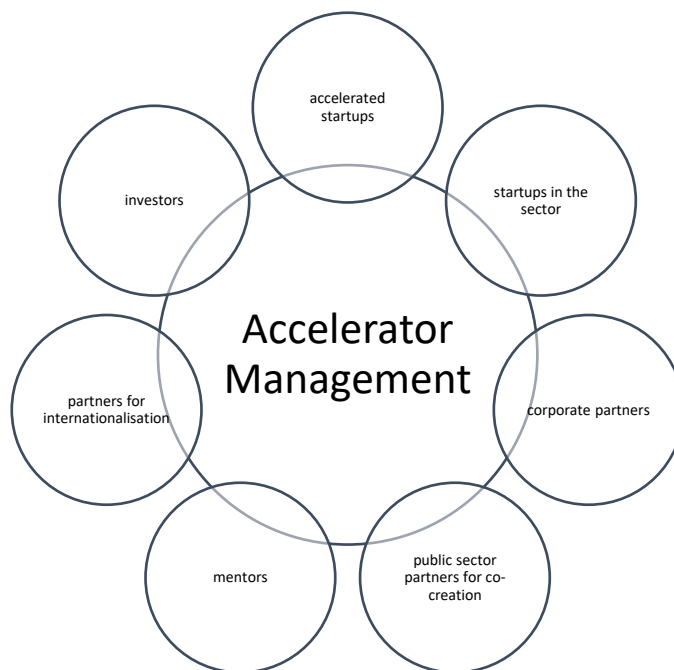 accelerated
startups
startups in the
sector
corporate partners
public sector
partners for co-
creation
mentors
partners for
internationalisation
investors
Accelerator
Management